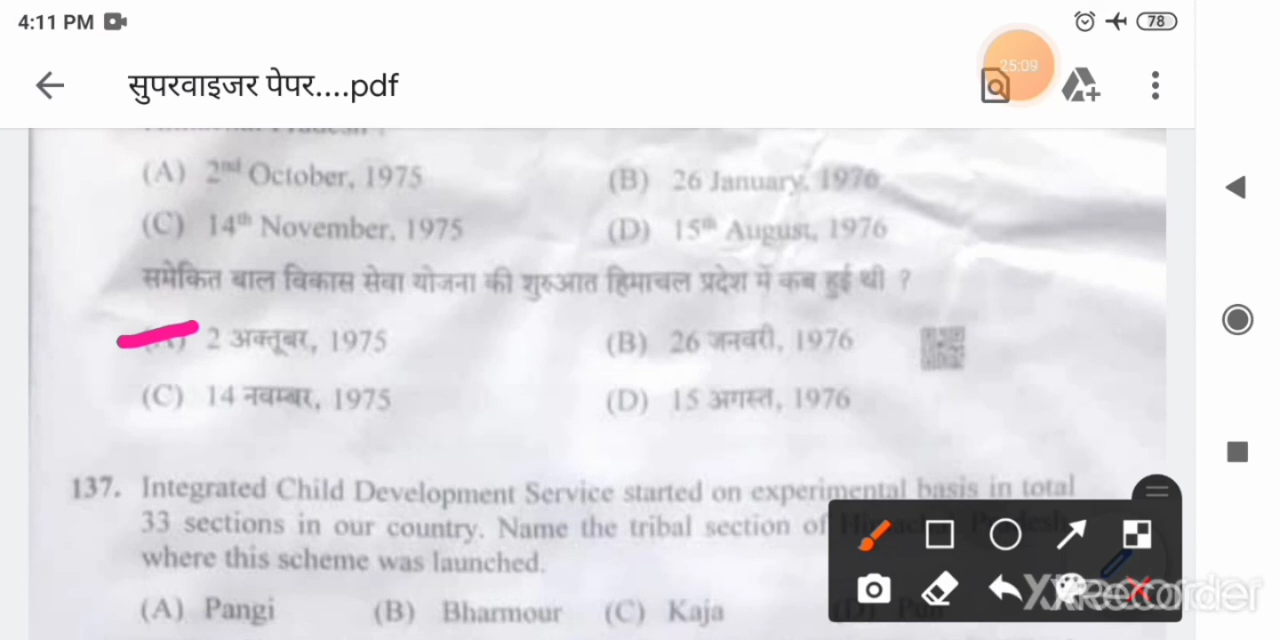 4:11 PM
78
25:09
सुपरवाइजर पेपर....pdf
(A) 2nd October, 1975 (B) 26 January, 1976
(C) 14th November, 1975 (D) 15th August, 1976
समेकित बाल विकास सेवा योजना की शुरुआत हिमाचल प्रदेश में कब हुई थी ?
2 अक्तूबर, 1975 (B) 26 जनवरी, 1976
(C) 14 नवम्बर, 1975 (D) 15 अगस्त, 1976
137. Integrated Child Development Service started on experimental basis in total
33 sections in our country. Name the tribal section of
where this scheme was launched.
(A) Pangi (B) Bharmour (C) Kaja
XRecorder